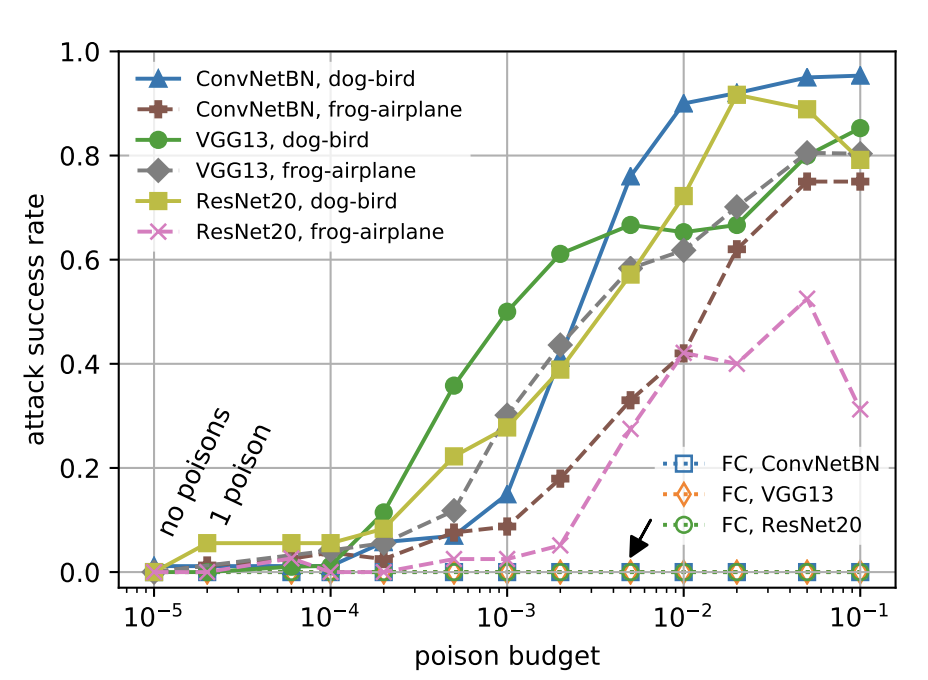 1.0
0.8
0.6
0.4
0.2
0.0
attack success rate
ConvNetBN, dog-bird
ConvNetBN, frog-airplane
VGG13, dog-bird
VGG13, frog-airplane
ResNet20, dog-bird
ResNet20, frog-airplane
no poisons
1 poison
FC, ConvNetBN
FC, VGG13
FC, ResNet20
10⁻⁵ 10⁻⁴ 10⁻³ 10⁻² 10⁻¹
poison budget